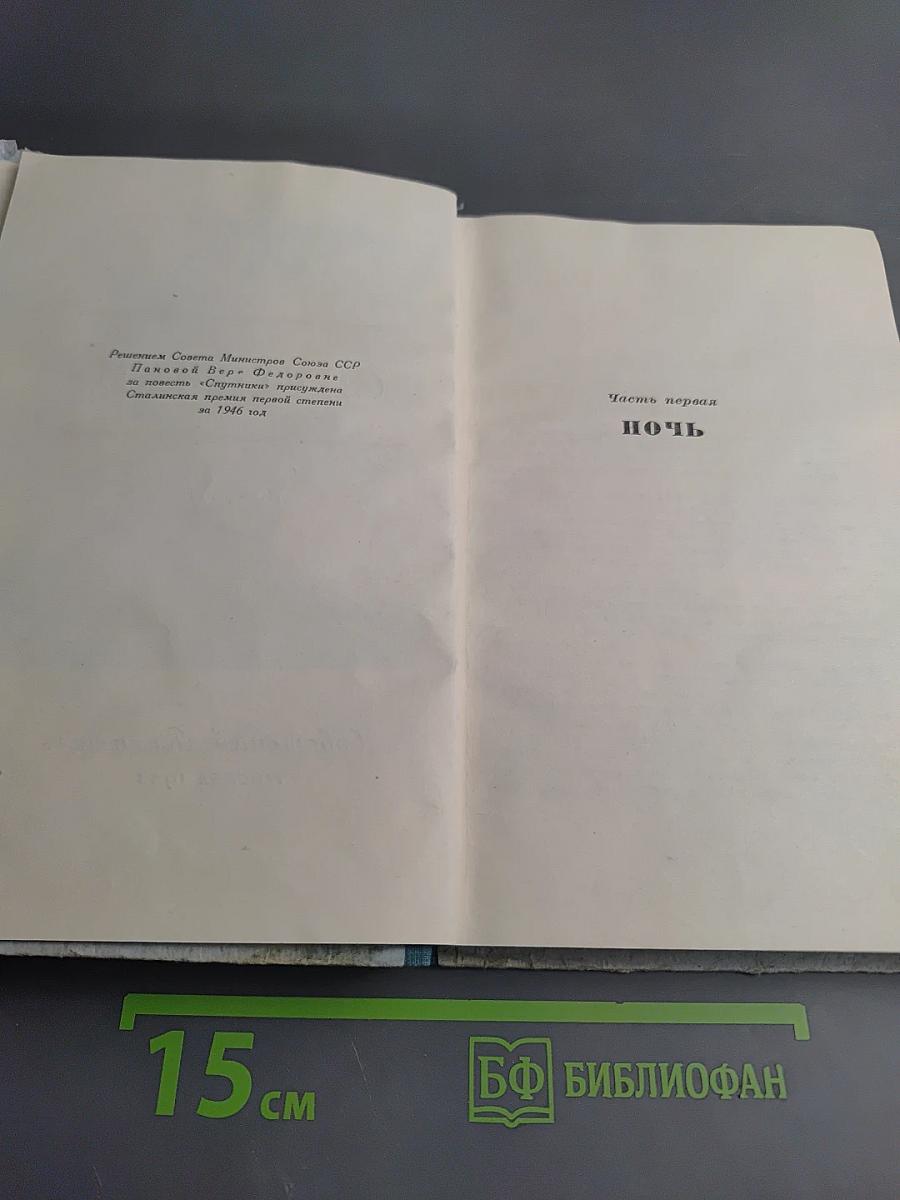 Решением Совета Министров Союза ССР
Пановой Вере Федоровне
за повесть «Спутники» присуждена
Сталинская премия первой степени
за 1946 год
Часть первая
НОЧЬ
15 см
БФ БИБЛИОФАН